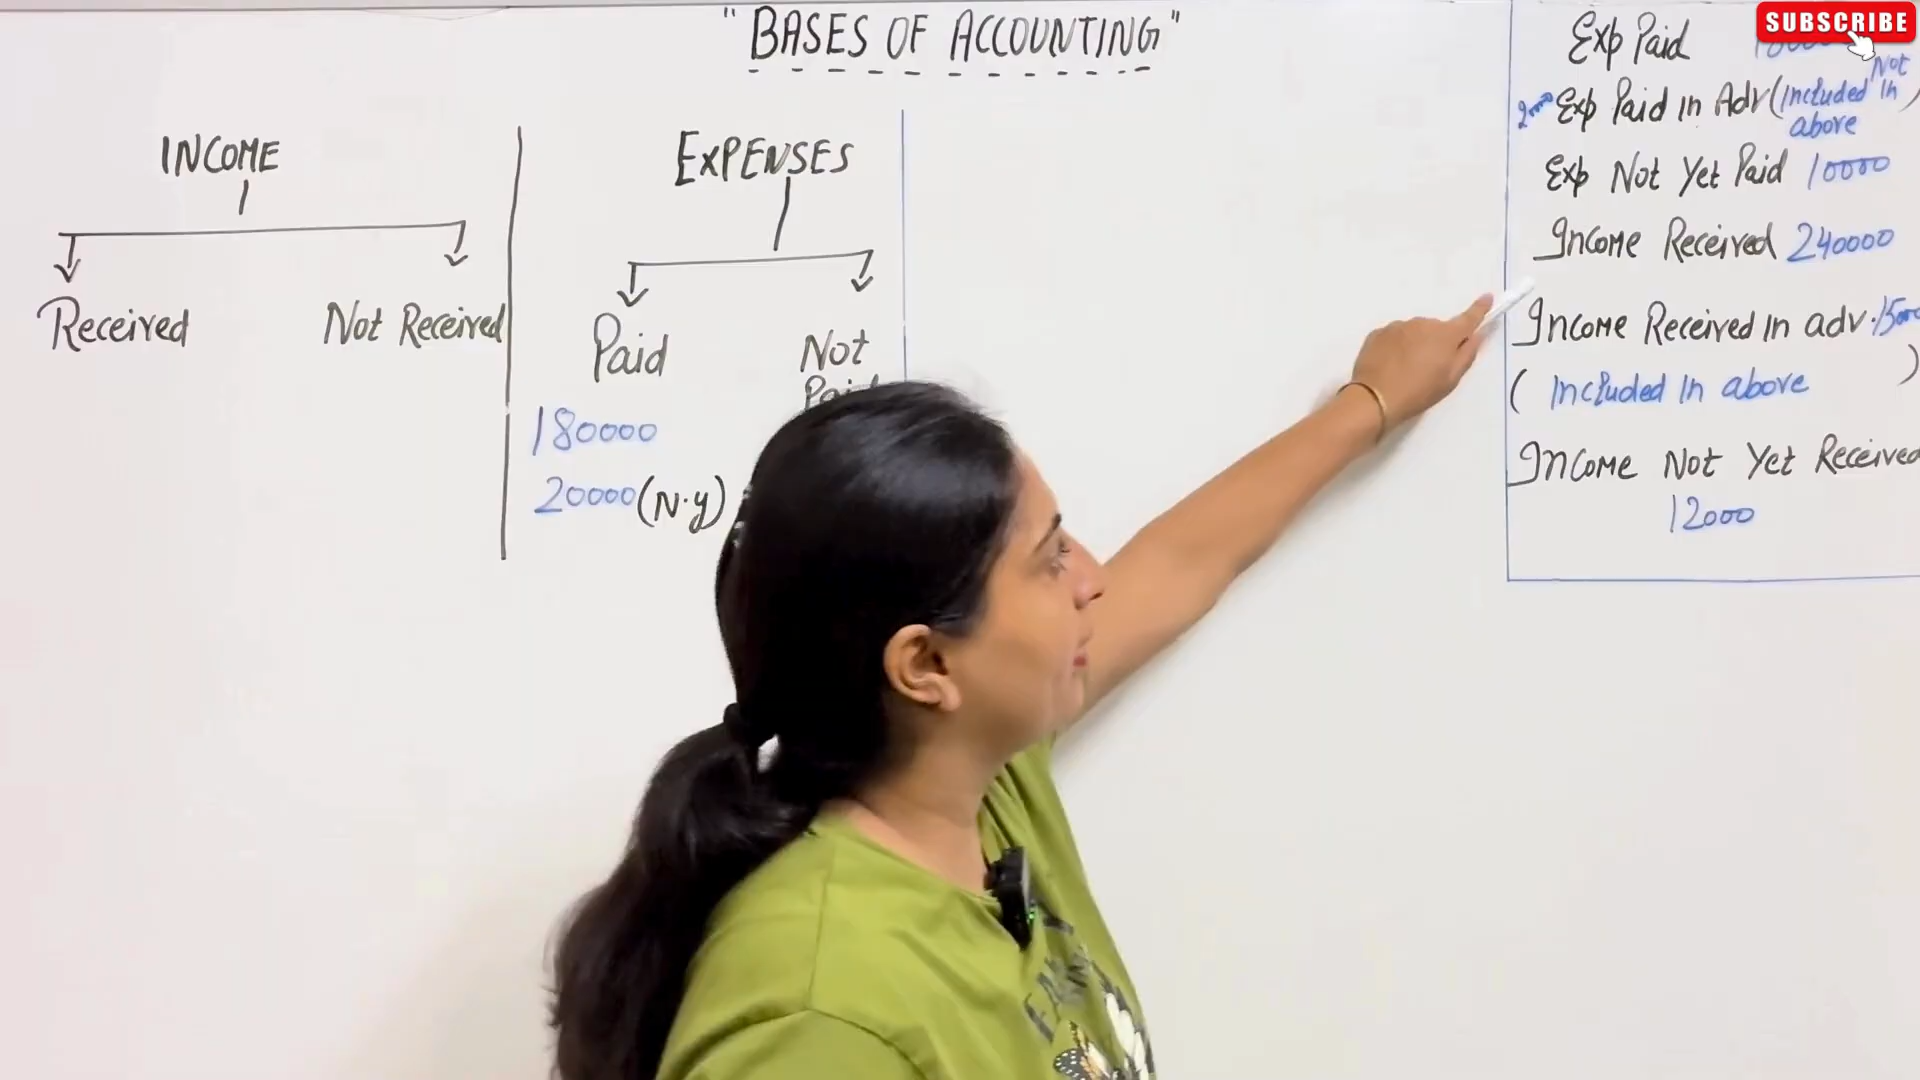 "BASES OF ACCOUNTING"
INCOME
Received
Not Received
EXPENSES
Paid
Not
Paid
180000
20000 (N.y)
Exp Paid
Exp Paid In Adv (Included In
Not
above )
Exp Not Yet Paid 10000
Income Received 240000
Income Received In adv. 15000
( Included In above )
Income Not Yet Received
12000
SUBSCRIBE